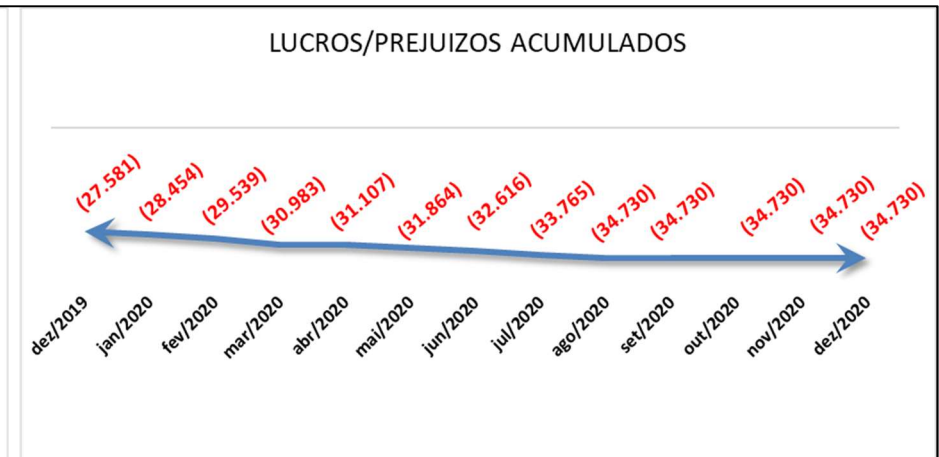 LUCROS/PREJUIZOS ACUMULADOS
(27.581)
(28.454)
(29.539)
(30.983)
(31.107)
(31.864)
(32.616)
(33.765)
(34.730)
(34.730)
(34.730)
(34.730)
(34.730)
dez/2019
jan/2020
fev/2020
mar/2020
abr/2020
mai/2020
jun/2020
jul/2020
ago/2020
set/2020
out/2020
nov/2020
dez/2020